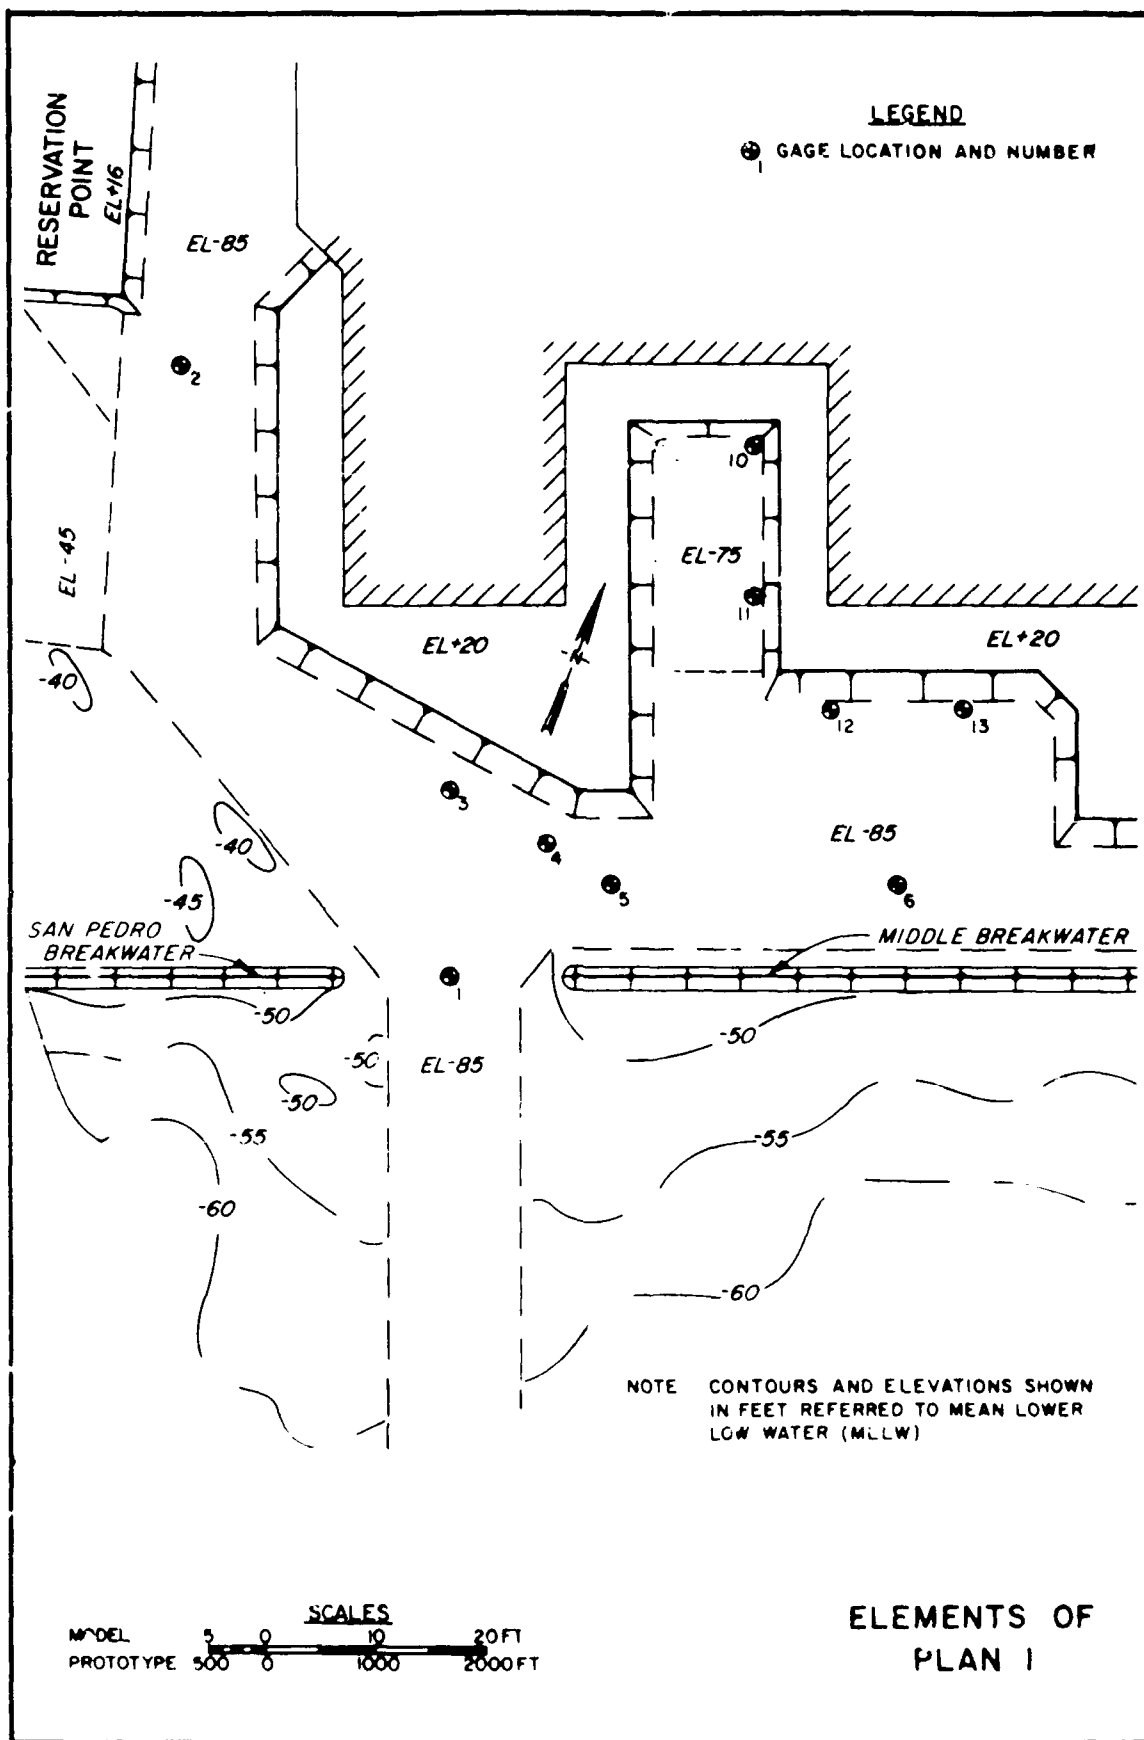 LEGEND
1 GAGE LOCATION AND NUMBER
RESERVATION
POINT
EL+16
EL-85
2
10
EL-75
EL-45
11
EL+20
EL+20
N
-40
12
13
3
-40
EL-85
4
-45
5
6
SAN PEDRO
BREAKWATER
MIDDLE BREAKWATER
1
-50
-50
-50
EL-85
-50
-55
-55
-60
-60
NOTE CONTOURS AND ELEVATIONS SHOWN
IN FEET REFERRED TO MEAN LOWER
LOW WATER (MLLW)
SCALES
MODEL 5 0 10 20 FT
PROTOTYPE 500 0 1000 2000 FT
ELEMENTS OF
PLAN 1